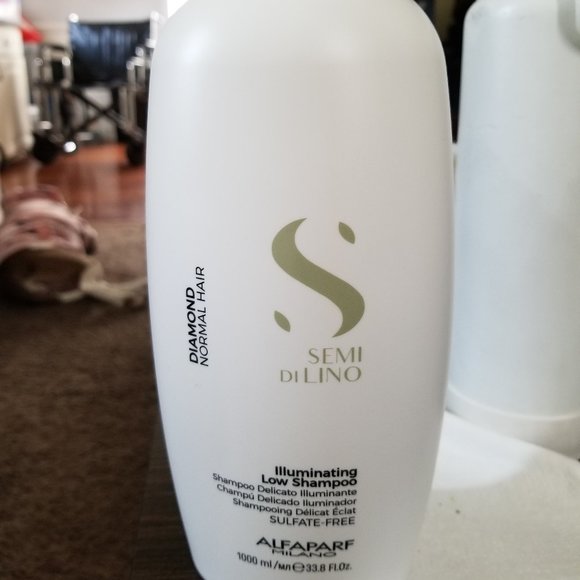 DIAMOND
NORMAL HAIR
SEMI
DI LINO
Illuminating
Low Shampoo
Shampoo Delicato Illuminante
Champú Delicado Iluminador
Shampooing Délicat Éclat
SULFATE-FREE
ALFAPARF
MILANO
1000 ml/мл ℮ 33.8 Fl.Oz.